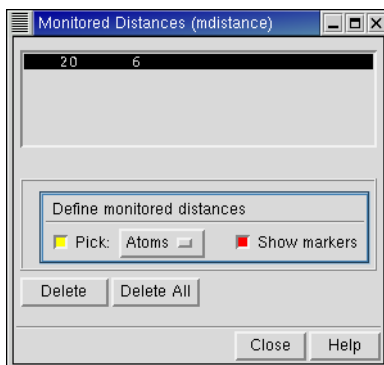 Monitored Distances (mdistance)
20 6
Define monitored distances
Pick: Atoms Show markers
Delete Delete All
Close Help